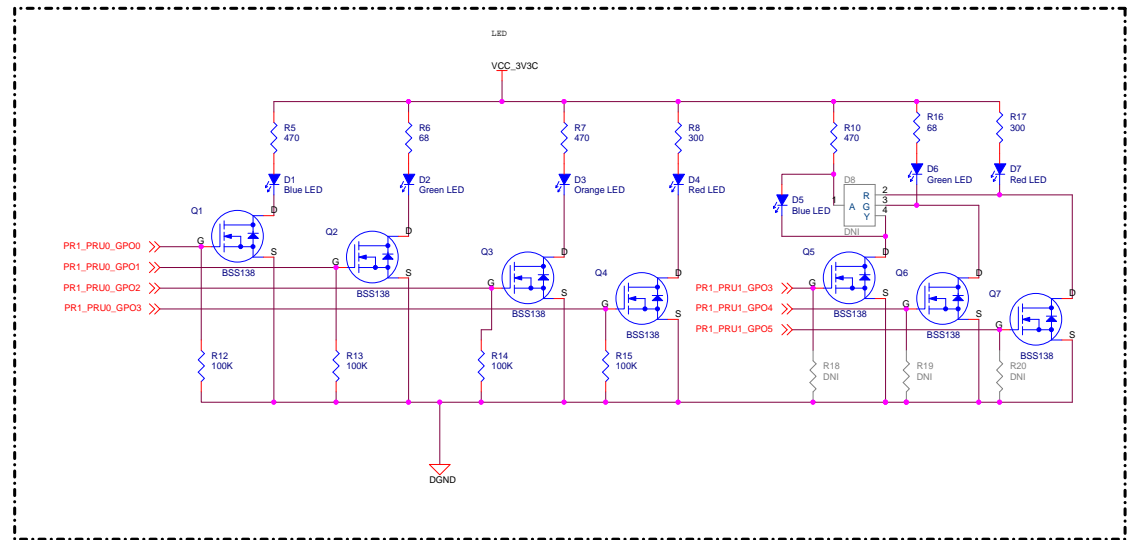 LED
VCC_3V3C
R5
470
R6
68
R7
470
R8
300
R10
470
R16
68
R17
300
D1
Blue LED
D2
Green LED
D3
Orange LED
D4
Red LED
D5
Blue LED
D8
1
A
R
G
Y
2
3
4
DNI
D6
Green LED
D7
Red LED
Q1
D
G
S
BSS138
Q2
D
G
S
BSS138
Q3
D
G
S
BSS138
Q4
D
G
S
BSS138
Q5
D
G
S
BSS138
Q6
D
G
S
BSS138
Q7
D
G
S
BSS138
PR1_PRU0_GPO0
PR1_PRU0_GPO1
PR1_PRU0_GPO2
PR1_PRU0_GPO3
PR1_PRU1_GPO3
PR1_PRU1_GPO4
PR1_PRU1_GPO5
R12
100K
R13
100K
R14
100K
R15
100K
R18
DNI
R19
DNI
R20
DNI
DGND